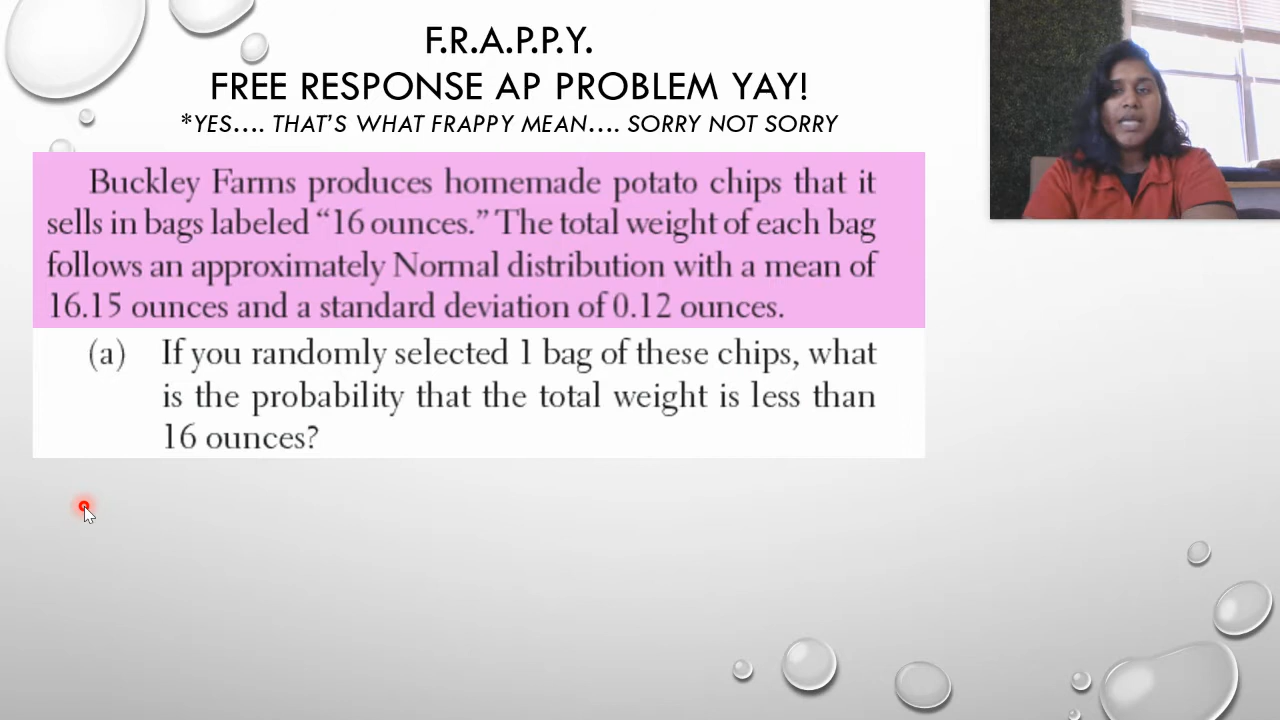 F.R.A.P.P.Y.
FREE RESPONSE AP PROBLEM YAY!
*YES.... THAT'S WHAT FRAPPY MEAN.... SORRY NOT SORRY
Buckley Farms produces homemade potato chips that it
sells in bags labeled “16 ounces.” The total weight of each bag
follows an approximately Normal distribution with a mean of
16.15 ounces and a standard deviation of 0.12 ounces.
(a) If you randomly selected 1 bag of these chips, what
is the probability that the total weight is less than
16 ounces?